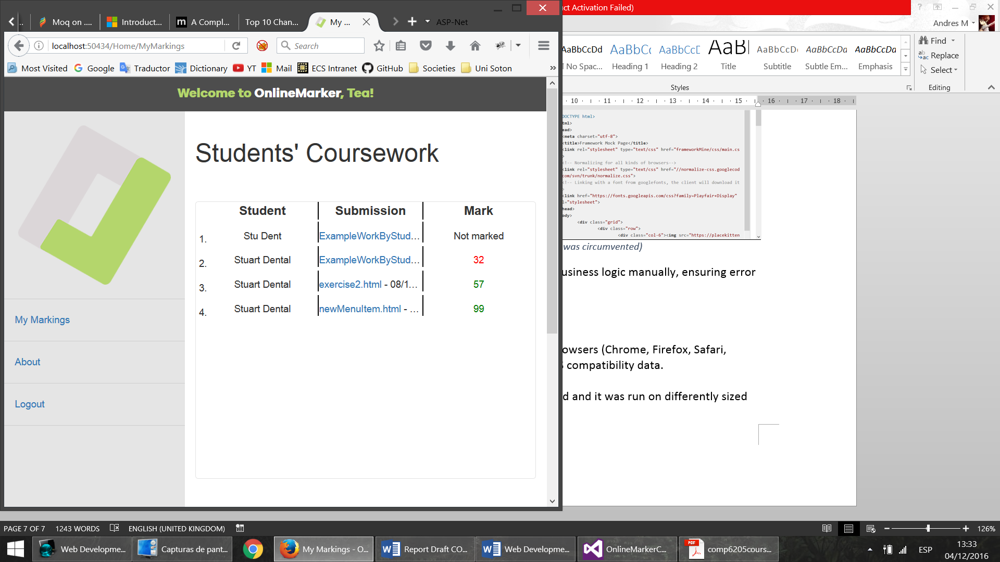 Moq on ....
Introduct...
A Compl...
Top 10 Chan...
My ...
ASP-Net
localhost:50434/Home/MyMarkings
Search
Most Visited
Google
Traductor
Dictionary
YT
Mail
ECS Intranet
GitHub
Societies
Uni Soton
Welcome to OnlineMarker, Tea!
Students' Coursework
Student Submission Mark
1. Stu Dent ExampleWorkByStud... Not marked
2. Stuart Dental ExampleWorkByStud... 32
3. Stuart Dental exercise2.html - 08/1... 57
4. Stuart Dental newMenuItem.html - ... 99
My Markings
About
Logout
Activation Failed)
Andres M
AaBbCcDd AaBbCc AaBbCc AaB AaBbCcD AaBbCcDd AaBbCcDd
No Spac... Heading 1 Heading 2 Title Subtitle Subtle Em... Emphasis
Styles
Find
Replace
Select
Editing
10 11 12 13 14 15 16 17 18
DOCTYPE html>
<meta charset="utf-8">
<title>Framework Mock Page</title>
<link rel="stylesheet" type="text/css" href="frameworkMine/css/main.cs
>
<!-- Normalizing for all kinds of browsers-->
<link rel="stylesheet" type="text/css" href="//normalize-css.googlecod
com/svn/trunk/normalize.css">
<!-- Linking with a font from googlefonts, the client will download it
>
<link href="https://fonts.googleapis.com/css?family=Playfair+Display"
l="stylesheet">
head>
ody>
<div class="grid">
<div class="row">
<div class="col-6"><img src="https://placekitten
was circumvented)
usiness logic manually, ensuring error
owsers (Chrome, Firefox, Safari,
compatibility data.
d and it was run on differently sized
PAGE 7 OF 7 1243 WORDS ENGLISH (UNITED KINGDOM) 126%
Web Developme...
Capturas de pant...
My Markings - O...
Report Draft CO...
Web Developme...
OnlineMarkerC...
PDF
comp6205cours...
ESP
13:33
04/12/2016